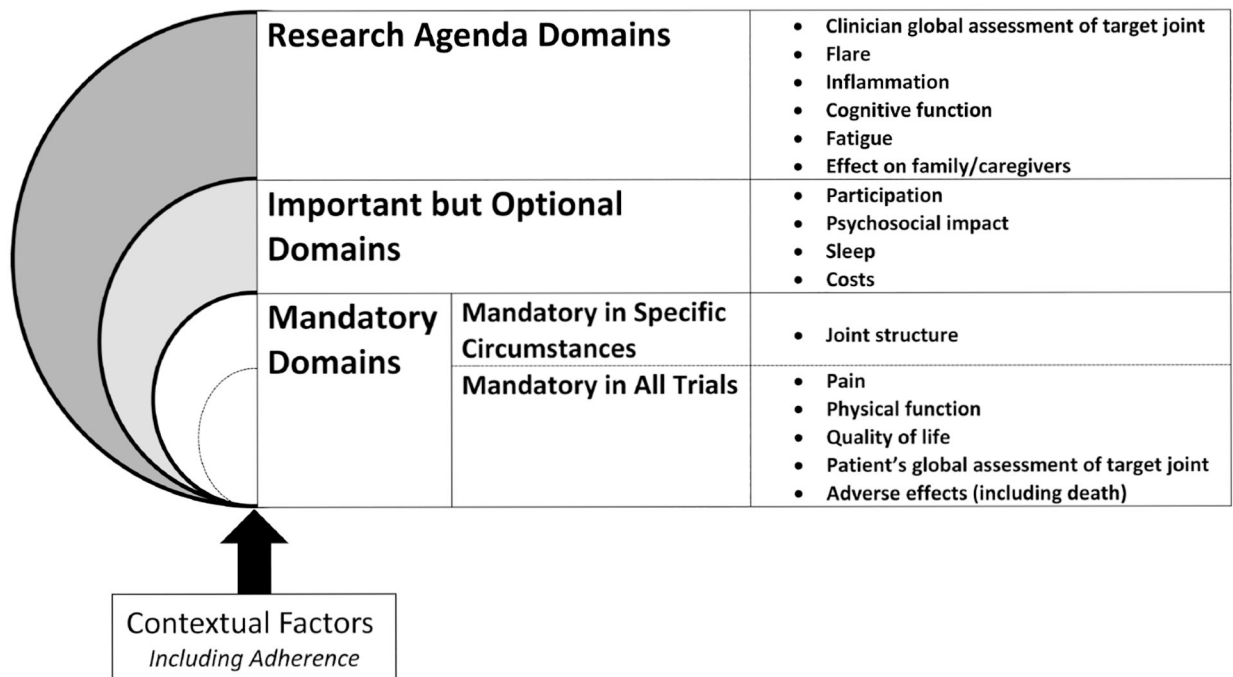 Research Agenda Domains
• Clinician global assessment of target joint
• Flare
• Inflammation
• Cognitive function
• Fatigue
• Effect on family/caregivers
Important but Optional
Domains
• Participation
• Psychosocial impact
• Sleep
• Costs
Mandatory
Domains
Mandatory in Specific
Circumstances
• Joint structure
Mandatory in All Trials
• Pain
• Physical function
• Quality of life
• Patient's global assessment of target joint
• Adverse effects (including death)
Contextual Factors
Including Adherence